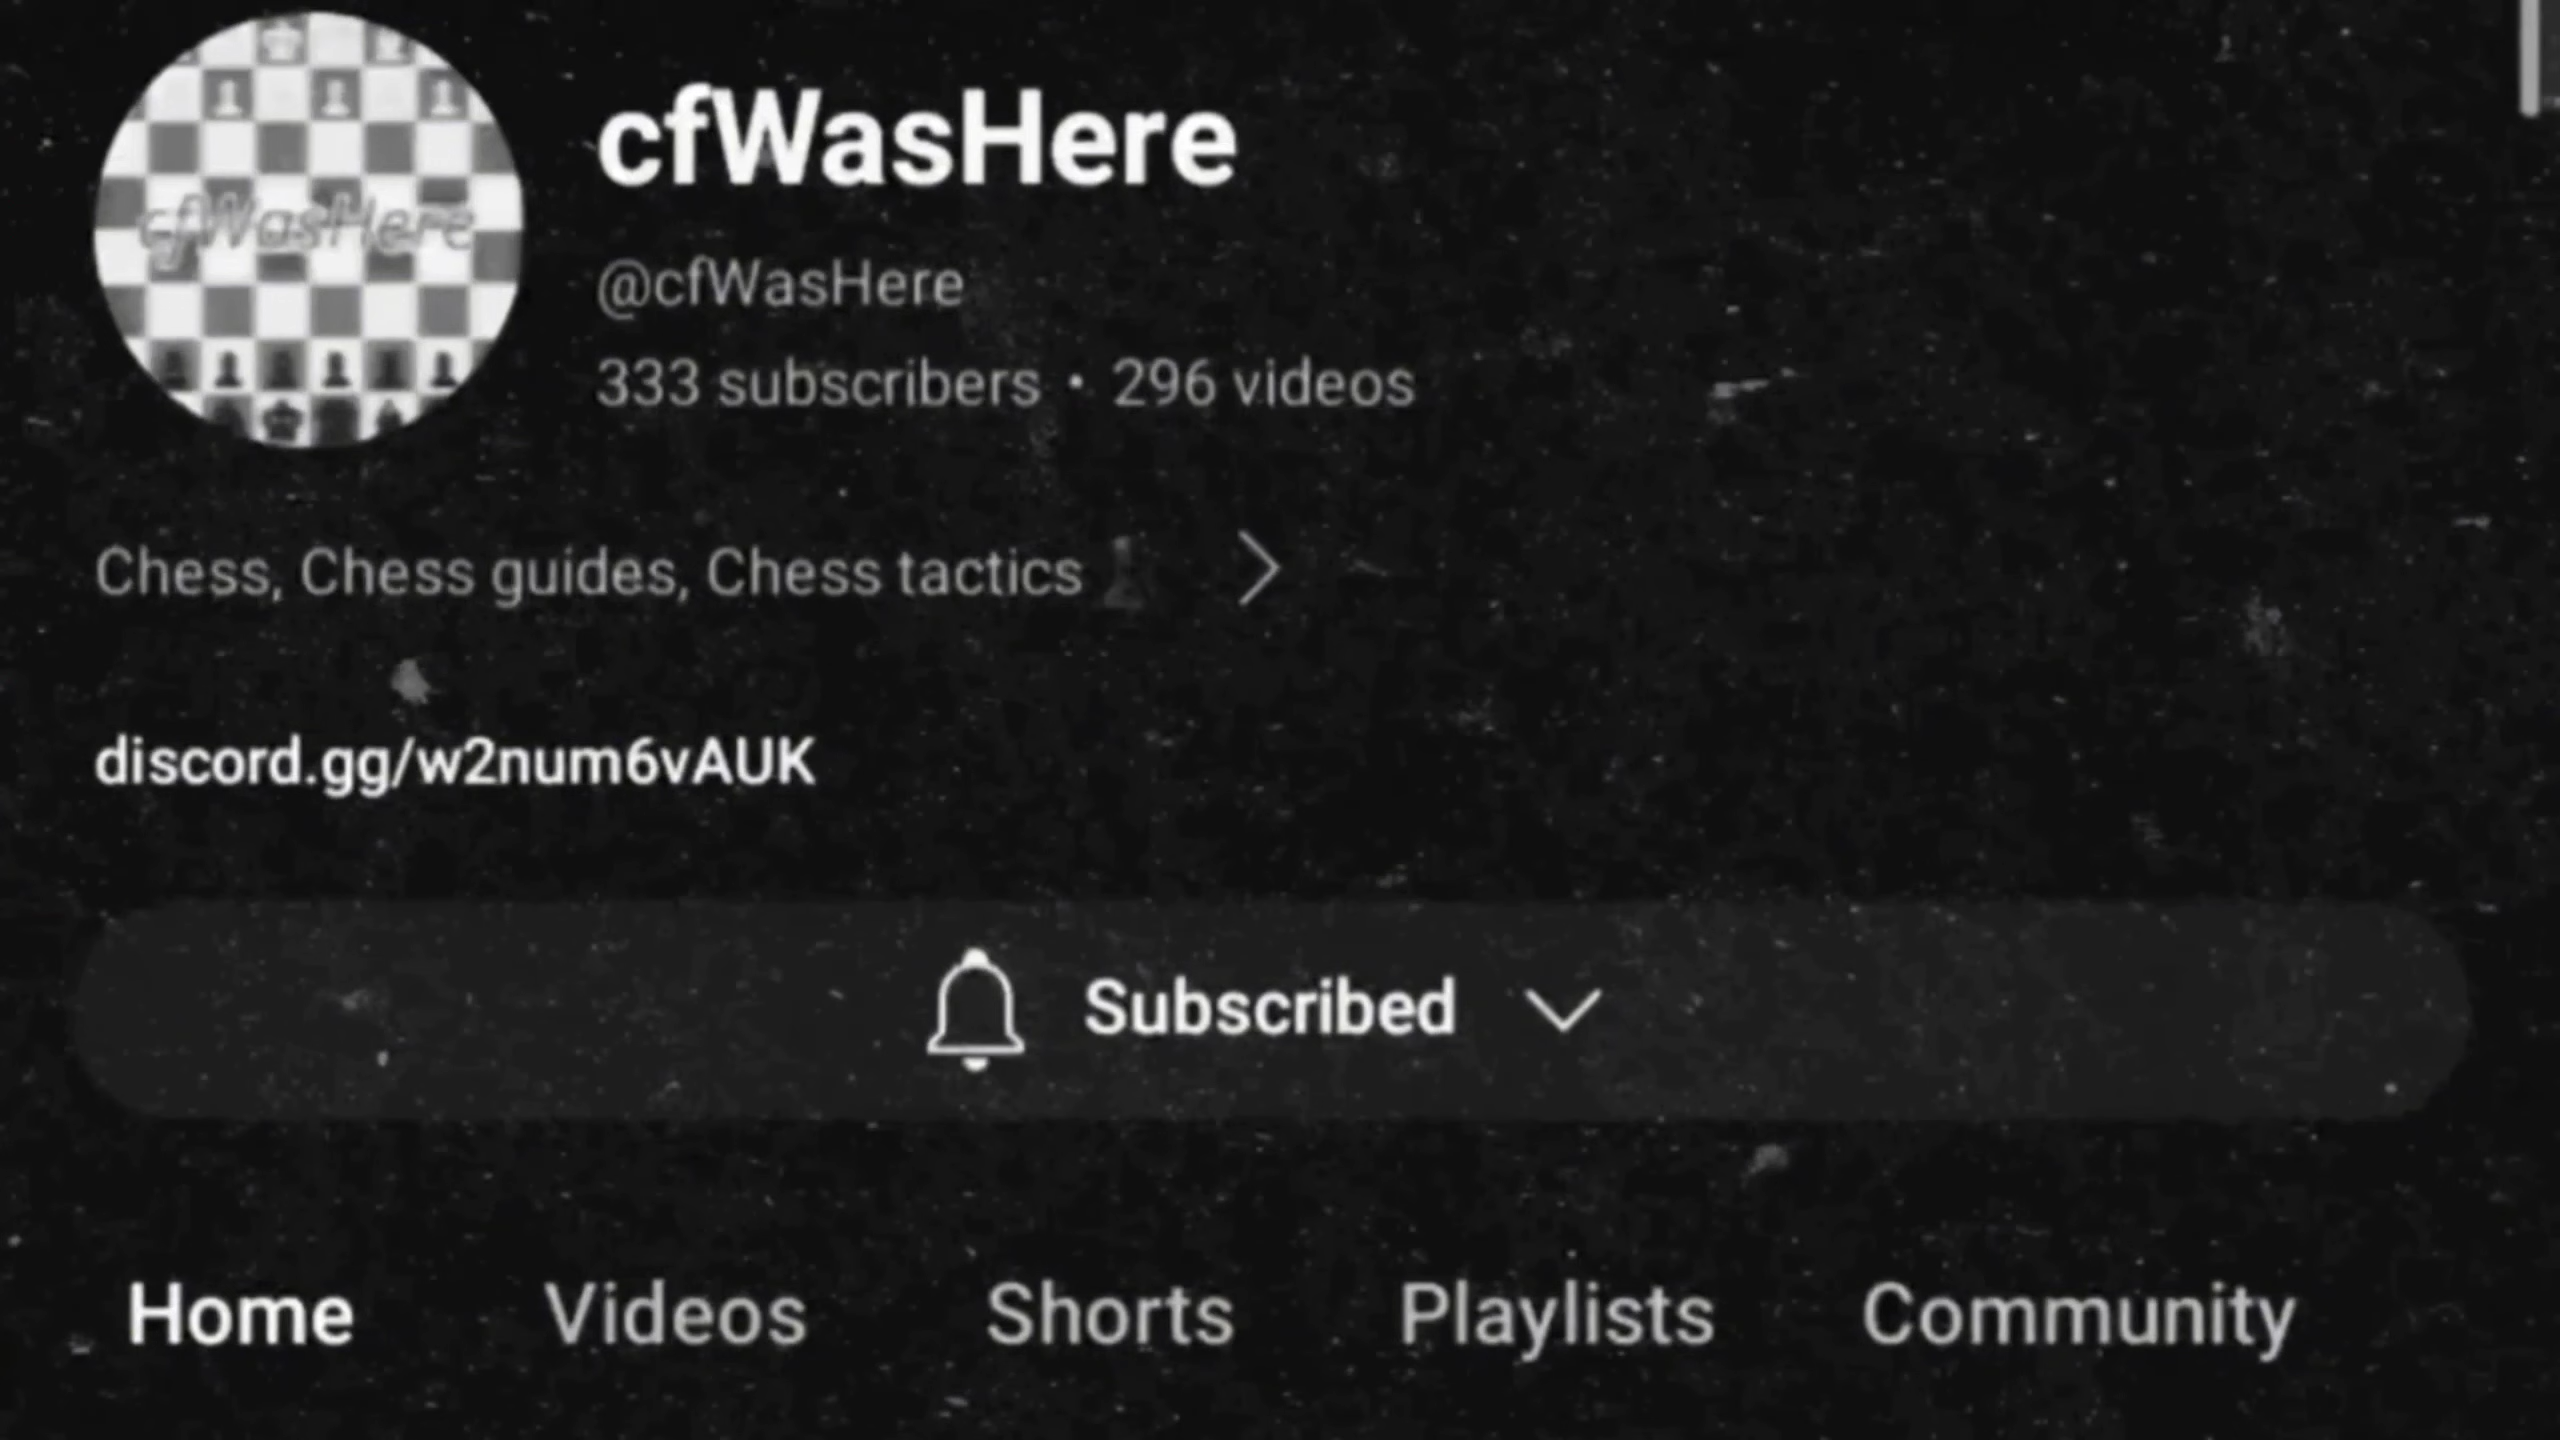 cfWasHere
cfWasHere
@cfWasHere
333 subscribers • 296 videos
Chess, Chess guides, Chess tactics
discord.gg/w2num6vAUK
Subscribed
Home Videos Shorts Playlists Community